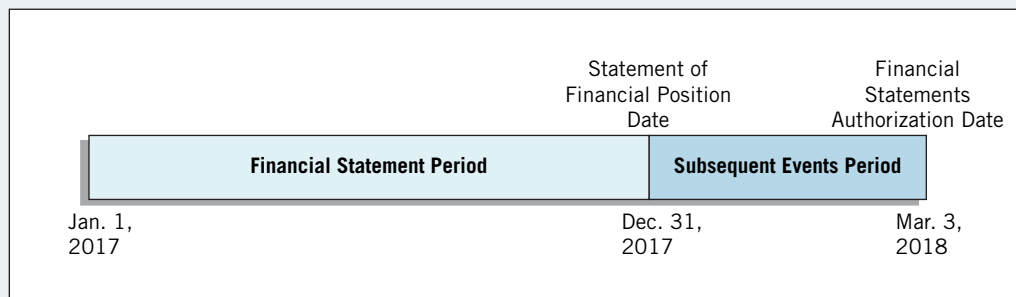 Statement of
Financial Position
Date
Financial
Statements
Authorization Date
Financial Statement Period
Subsequent Events Period
Jan. 1,
2017
Dec. 31,
2017
Mar. 3,
2018